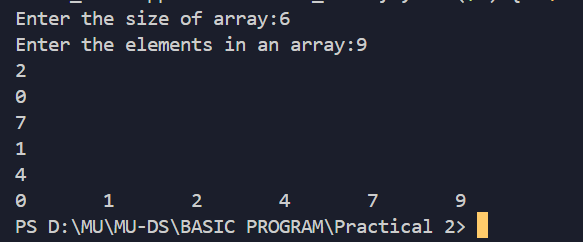 Enter the size of array:6
Enter the elements in an array:9
2
0
7
1
4
0 1 2 4 7 9
PS D:\MU\MU-DS\BASIC PROGRAM\Practical 2>